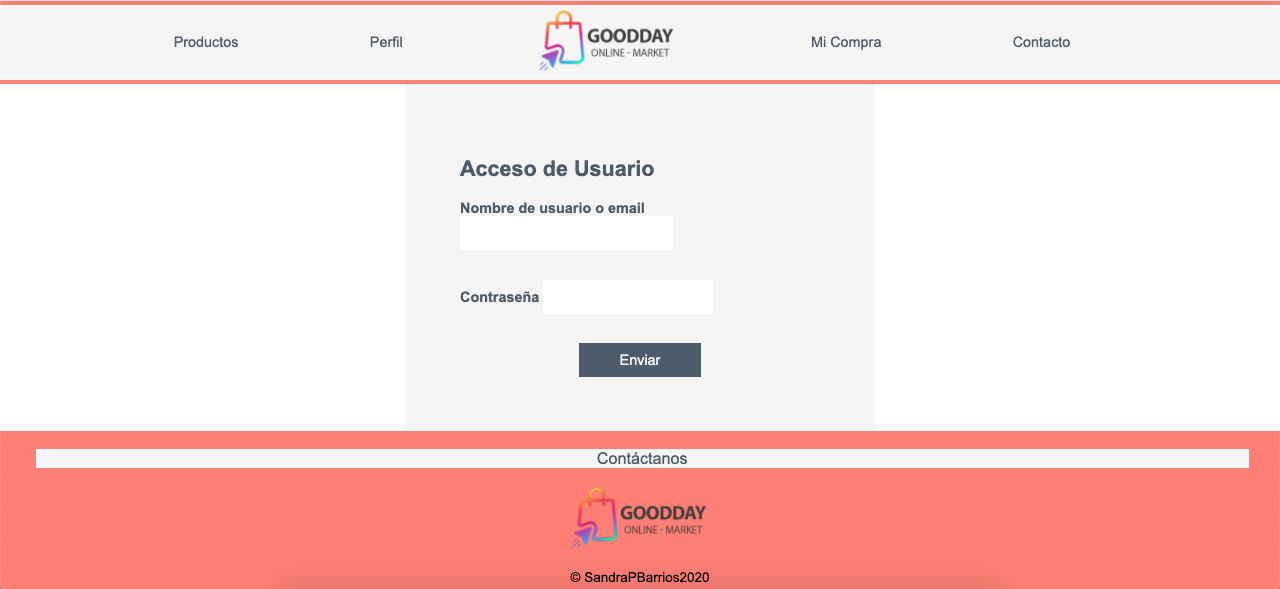 Productos
Perfil
GOODDAY
ONLINE - MARKET
Mi Compra
Contacto
Acceso de Usuario
Nombre de usuario o email
Contraseña
Enviar
Contáctanos
GOODDAY
ONLINE - MARKET
© SandraPBarrios2020